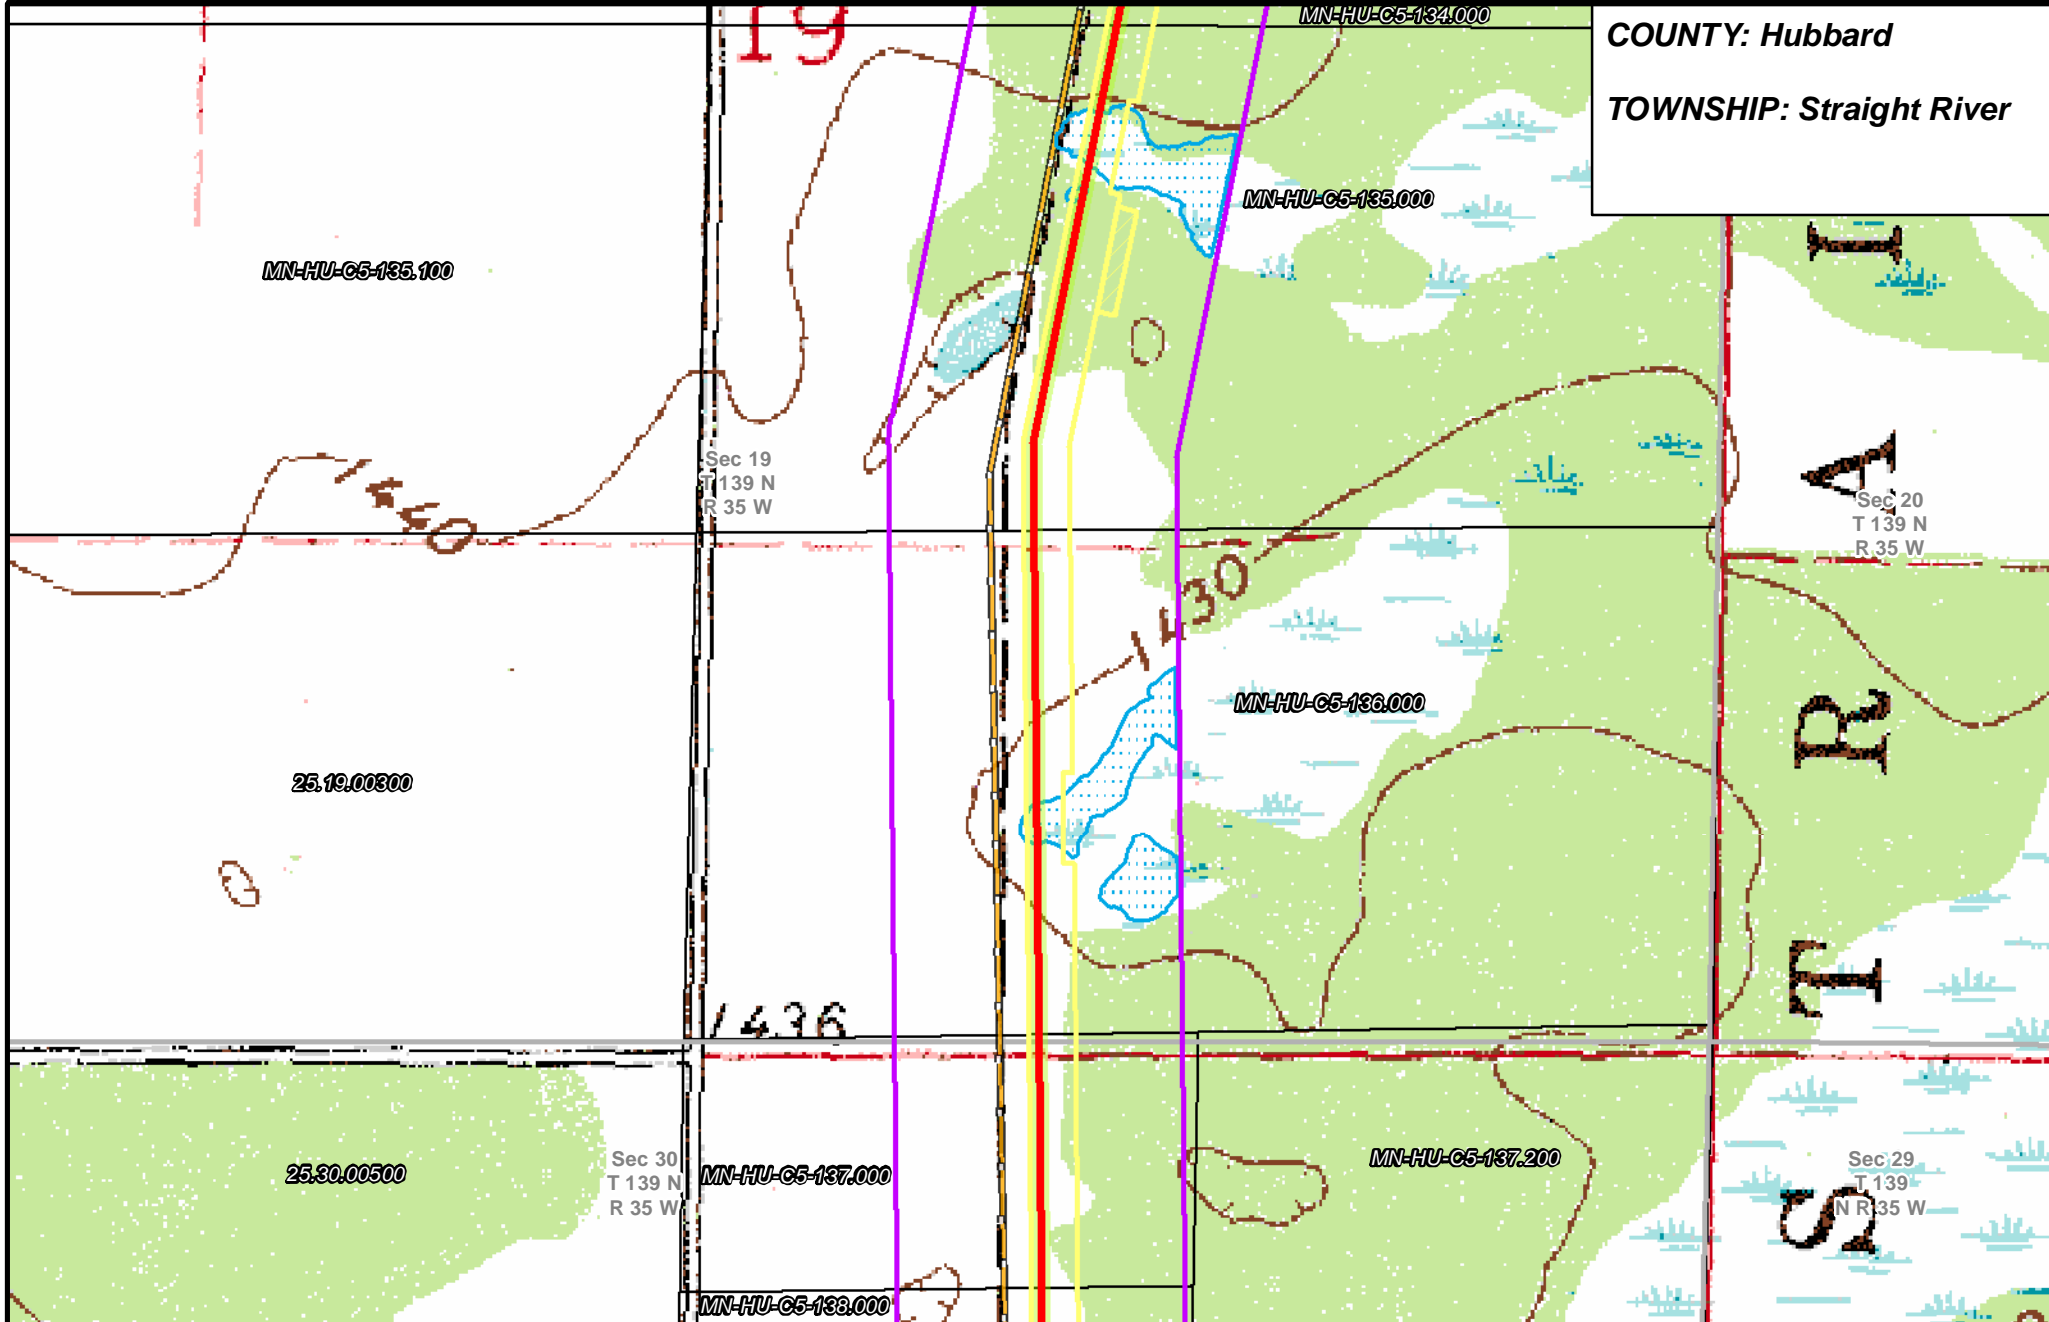 MN-HU-C5-134.000
COUNTY: Hubbard
TOWNSHIP: Straight River
19
MN-HU-C5-135.000
MN-HU-C5-135.100
Sec 19
T 139 N
R 35 W
1440
Sec 20
T 139 N
R 35 W
1430
MN-HU-C5-136.000
25.19.00300
1436
STRAI
25.30.00500
Sec 30
T 139 N
R 35 W
MN-HU-C5-137.000
MN-HU-C5-137.200
Sec 29
T 139
N R 35 W
MN-HU-C5-138.000